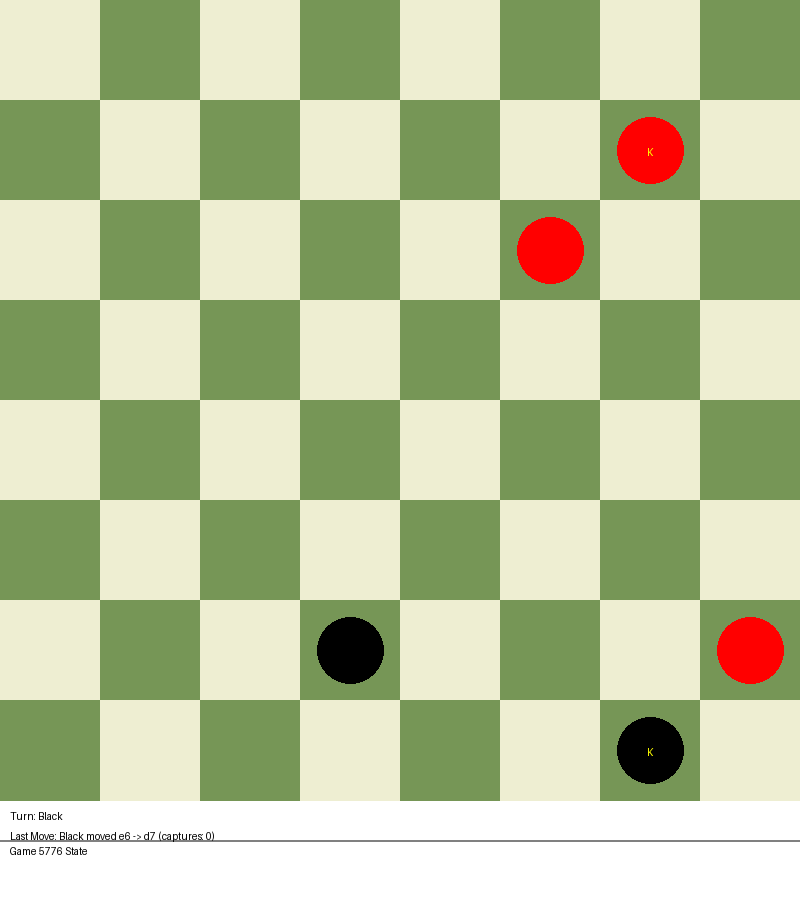 K
K
Turn: Black
Last Move: Black moved e6 -> d7 (captures: 0)
Game 5776 State